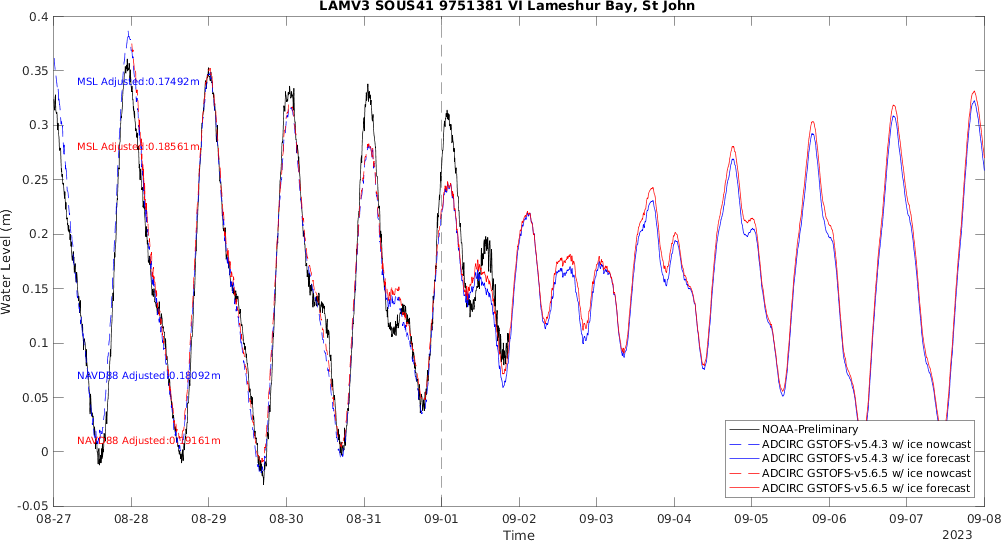 LAMV3 SOUS41 9751381 VI Lameshur Bay, St John
0.4
0.35
0.3
0.25
0.2
0.15
0.1
0.05
0
-0.05
Water Level (m)
MSL Adjusted:0.17492m
MSL Adjusted:0.18561m
NAVD88 Adjusted:0.18092m
NAVD88 Adjusted:0.19161m
NOAA-Preliminary
ADCIRC GSTOFS-v5.4.3 w/ ice nowcast
ADCIRC GSTOFS-v5.4.3 w/ ice forecast
ADCIRC GSTOFS-v5.6.5 w/ ice nowcast
ADCIRC GSTOFS-v5.6.5 w/ ice forecast
08-27 08-28 08-29 08-30 08-31 09-01 09-02 09-03 09-04 09-05 09-06 09-07 09-08
Time
2023